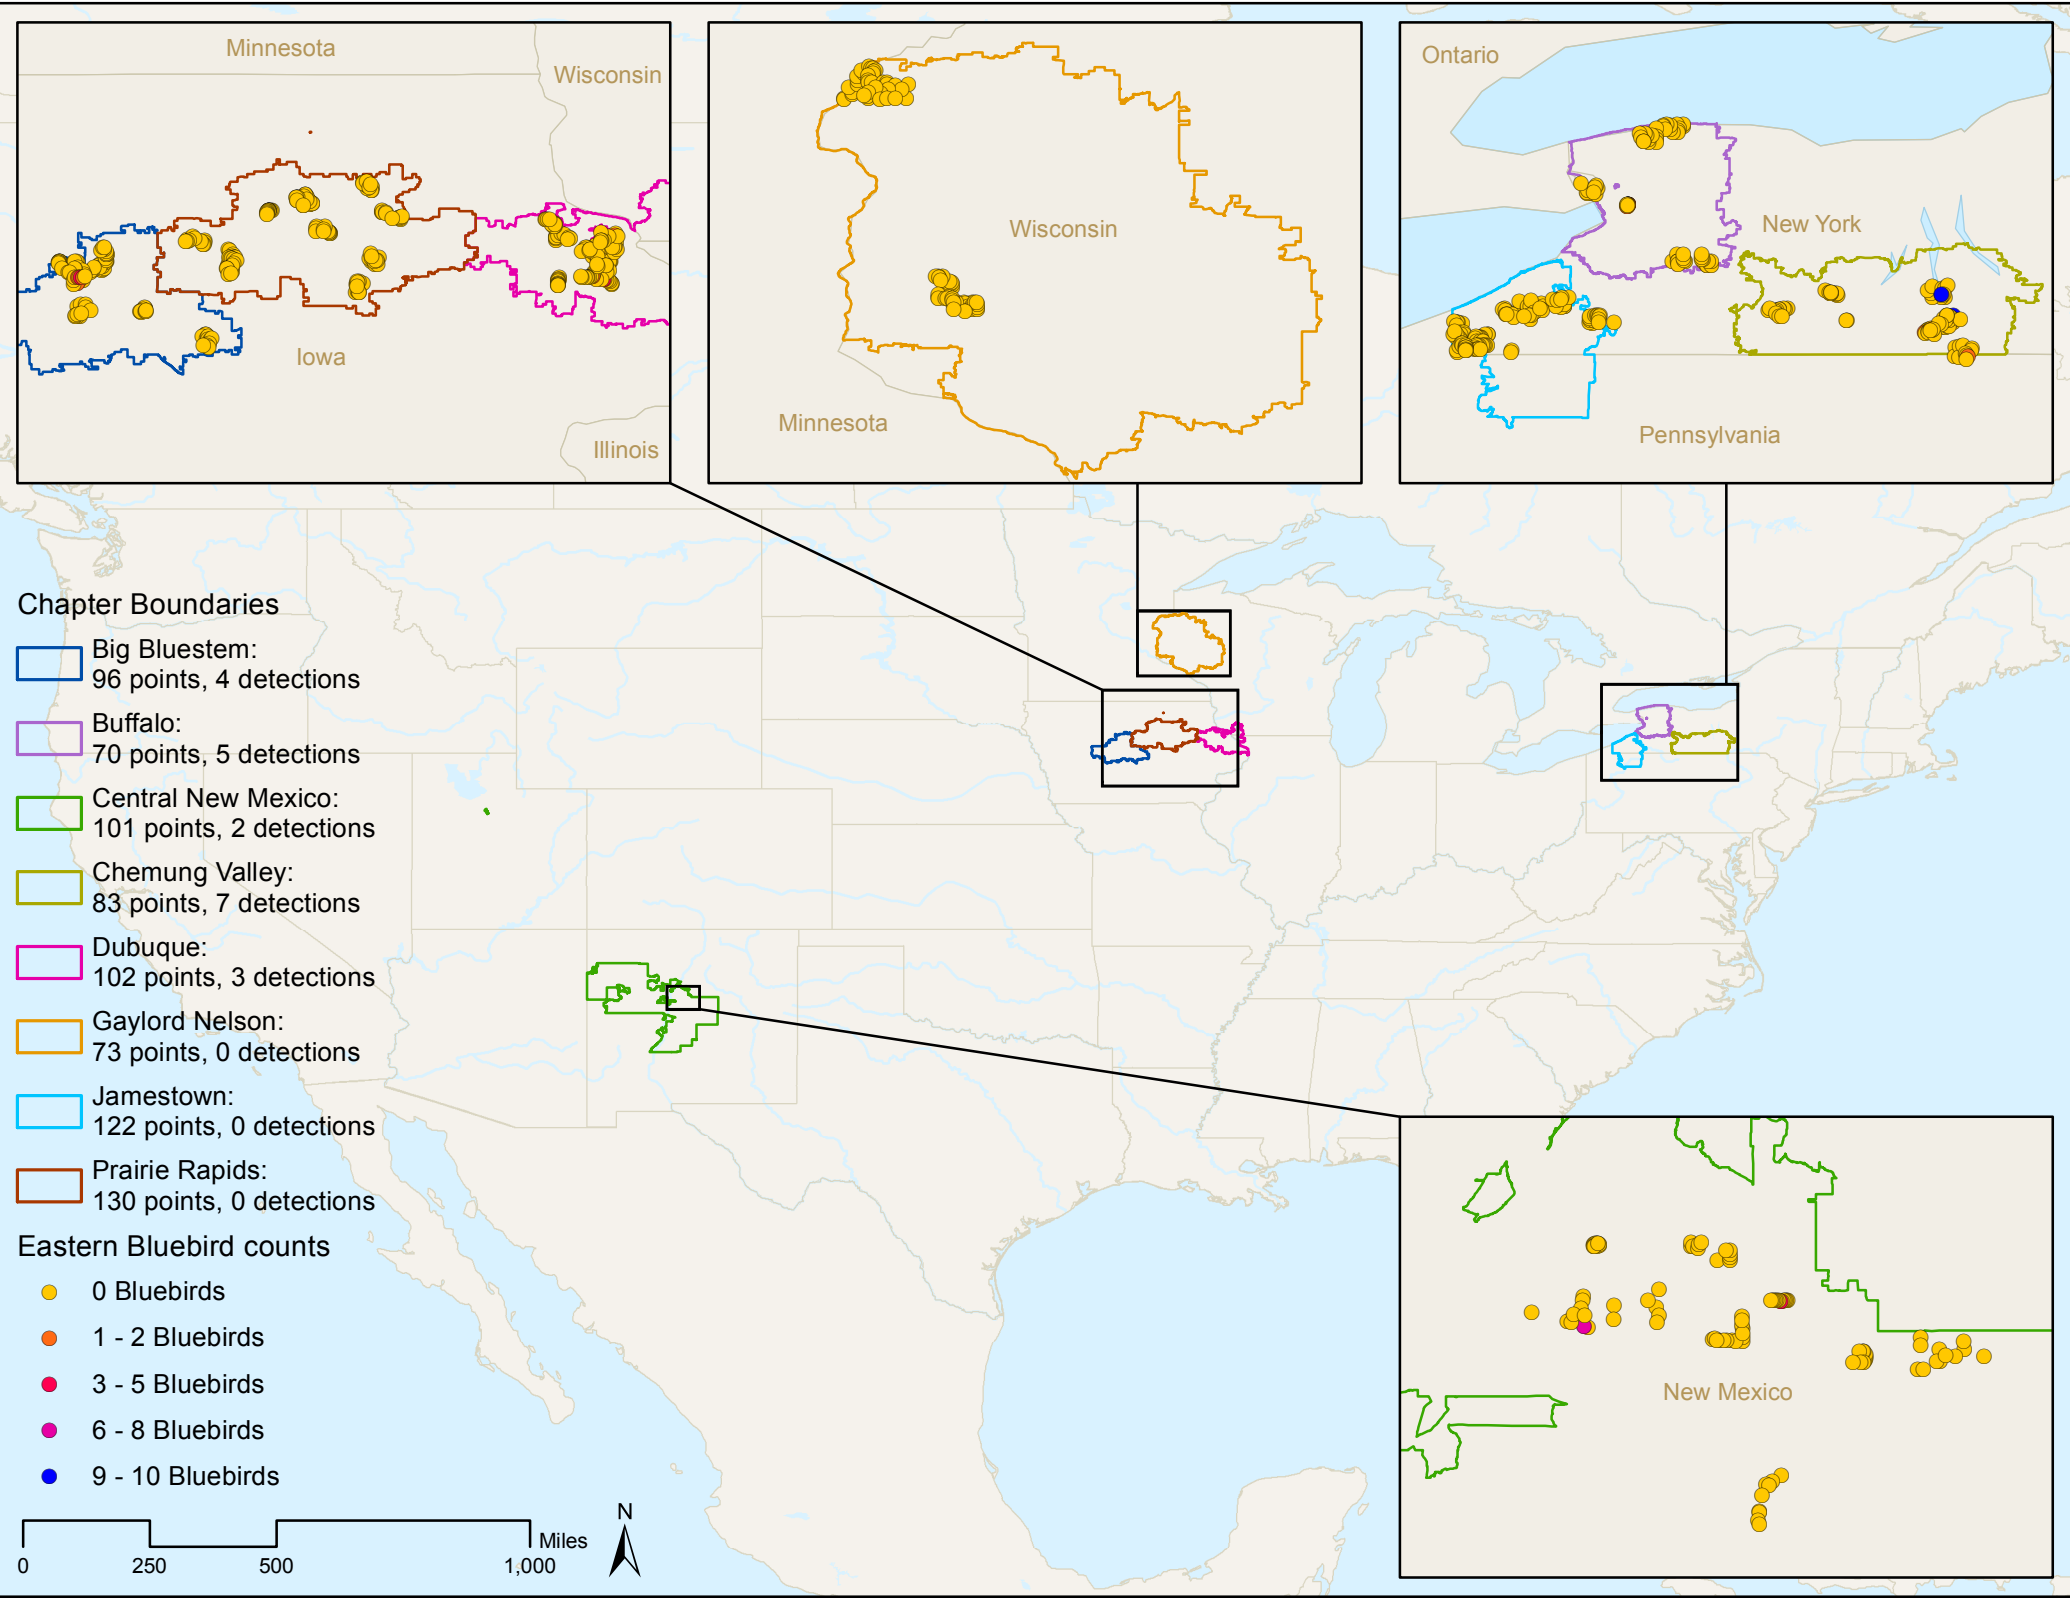 Minnesota
Wisconsin
Iowa
Illinois
Wisconsin
Minnesota
Ontario
New York
Pennsylvania
Chapter Boundaries
Big Bluestem:
96 points, 4 detections
Buffalo:
70 points, 5 detections
Central New Mexico:
101 points, 2 detections
Chemung Valley:
83 points, 7 detections
Dubuque:
102 points, 3 detections
Gaylord Nelson:
73 points, 0 detections
Jamestown:
122 points, 0 detections
Prairie Rapids:
130 points, 0 detections
Eastern Bluebird counts
0 Bluebirds
1 - 2 Bluebirds
3 - 5 Bluebirds
6 - 8 Bluebirds
9 - 10 Bluebirds
N
Miles
0 250 500 1,000
New Mexico